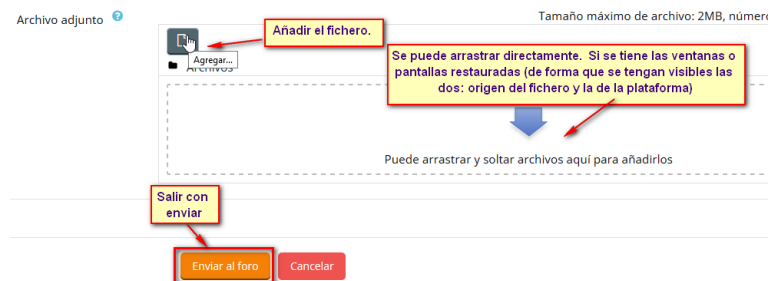 Archivo adjunto
Tamaño máximo de archivo: 2MB, número
Añadir el fichero.
Agregar...
Archivos
Se puede arrastrar directamente. Si se tiene las ventanas o
pantallas restauradas (de forma que se tengan visibles las
dos: origen del fichero y la de la plataforma)
Puede arrastrar y soltar archivos aquí para añadirlos
Salir con
enviar
Enviar al foro
Cancelar